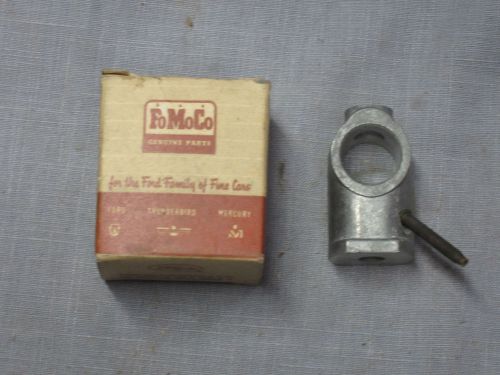 FoMoCo
GENUINE PARTS
for the Ford Family of Fine Cars
FORD THUNDERBIRD MERCURY